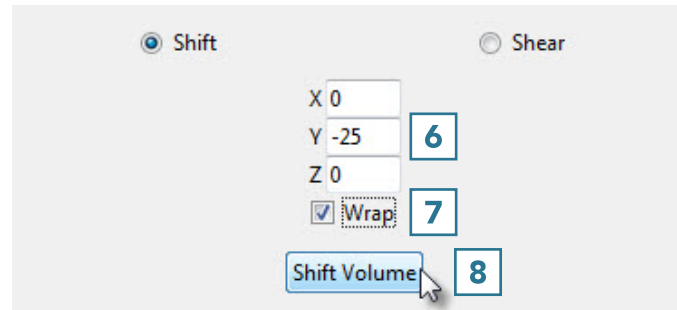 Shift Shear
X 0
Y -25 6
Z 0
Wrap 7
Shift Volume 8